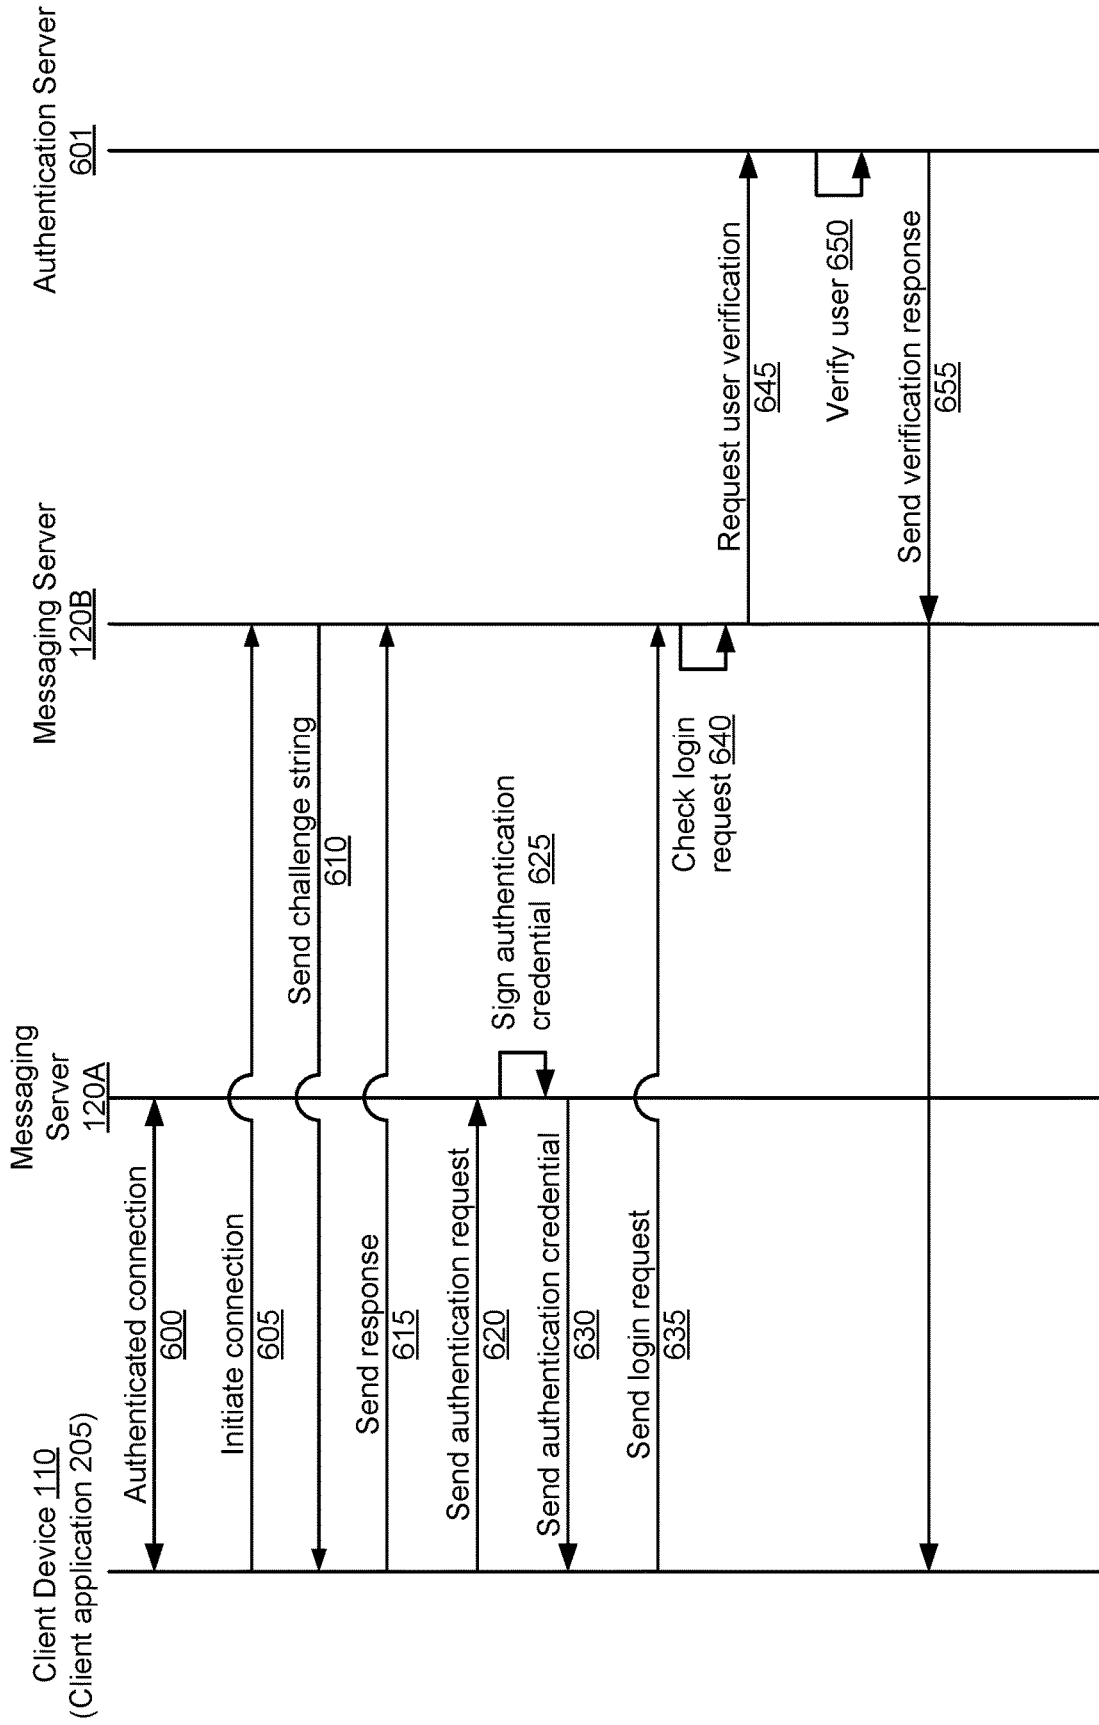 Client Device 110
(Client application 205)
Messaging
Server
120A
Messaging Server
120B
Authentication Server
601
Authenticated connection
600
Initiate connection
605
Send challenge string
610
Send response
615
Send authentication request
620
Sign authentication
credential 625
Send authentication credential
630
Send login request
635
Check login
request 640
Request user verification
645
Verify user 650
Send verification response
655